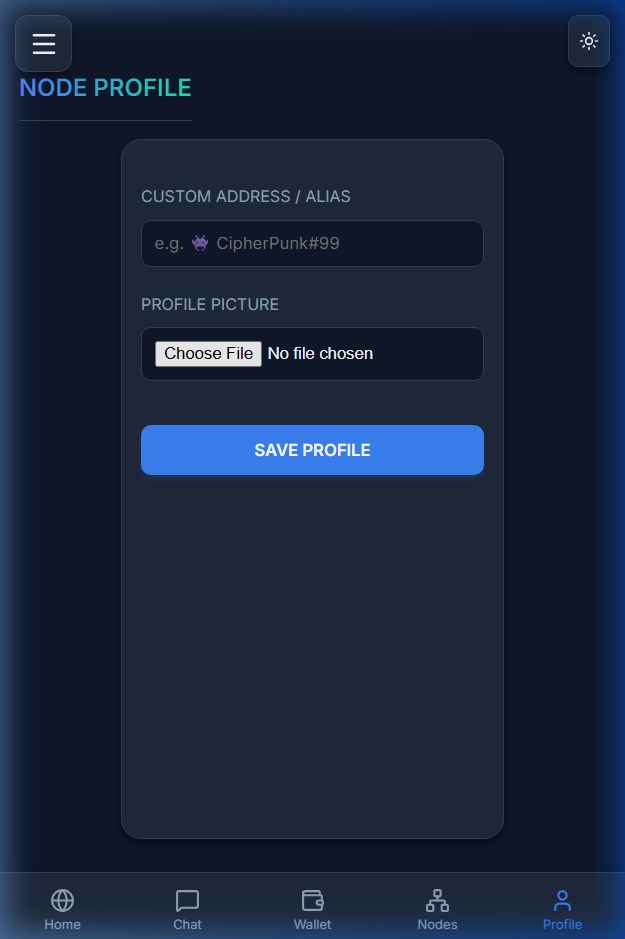 NODE PROFILE
CUSTOM ADDRESS / ALIAS
e.g. 👾 CipherPunk#99
PROFILE PICTURE
Choose File No file chosen
SAVE PROFILE
Home Chat Wallet Nodes Profile